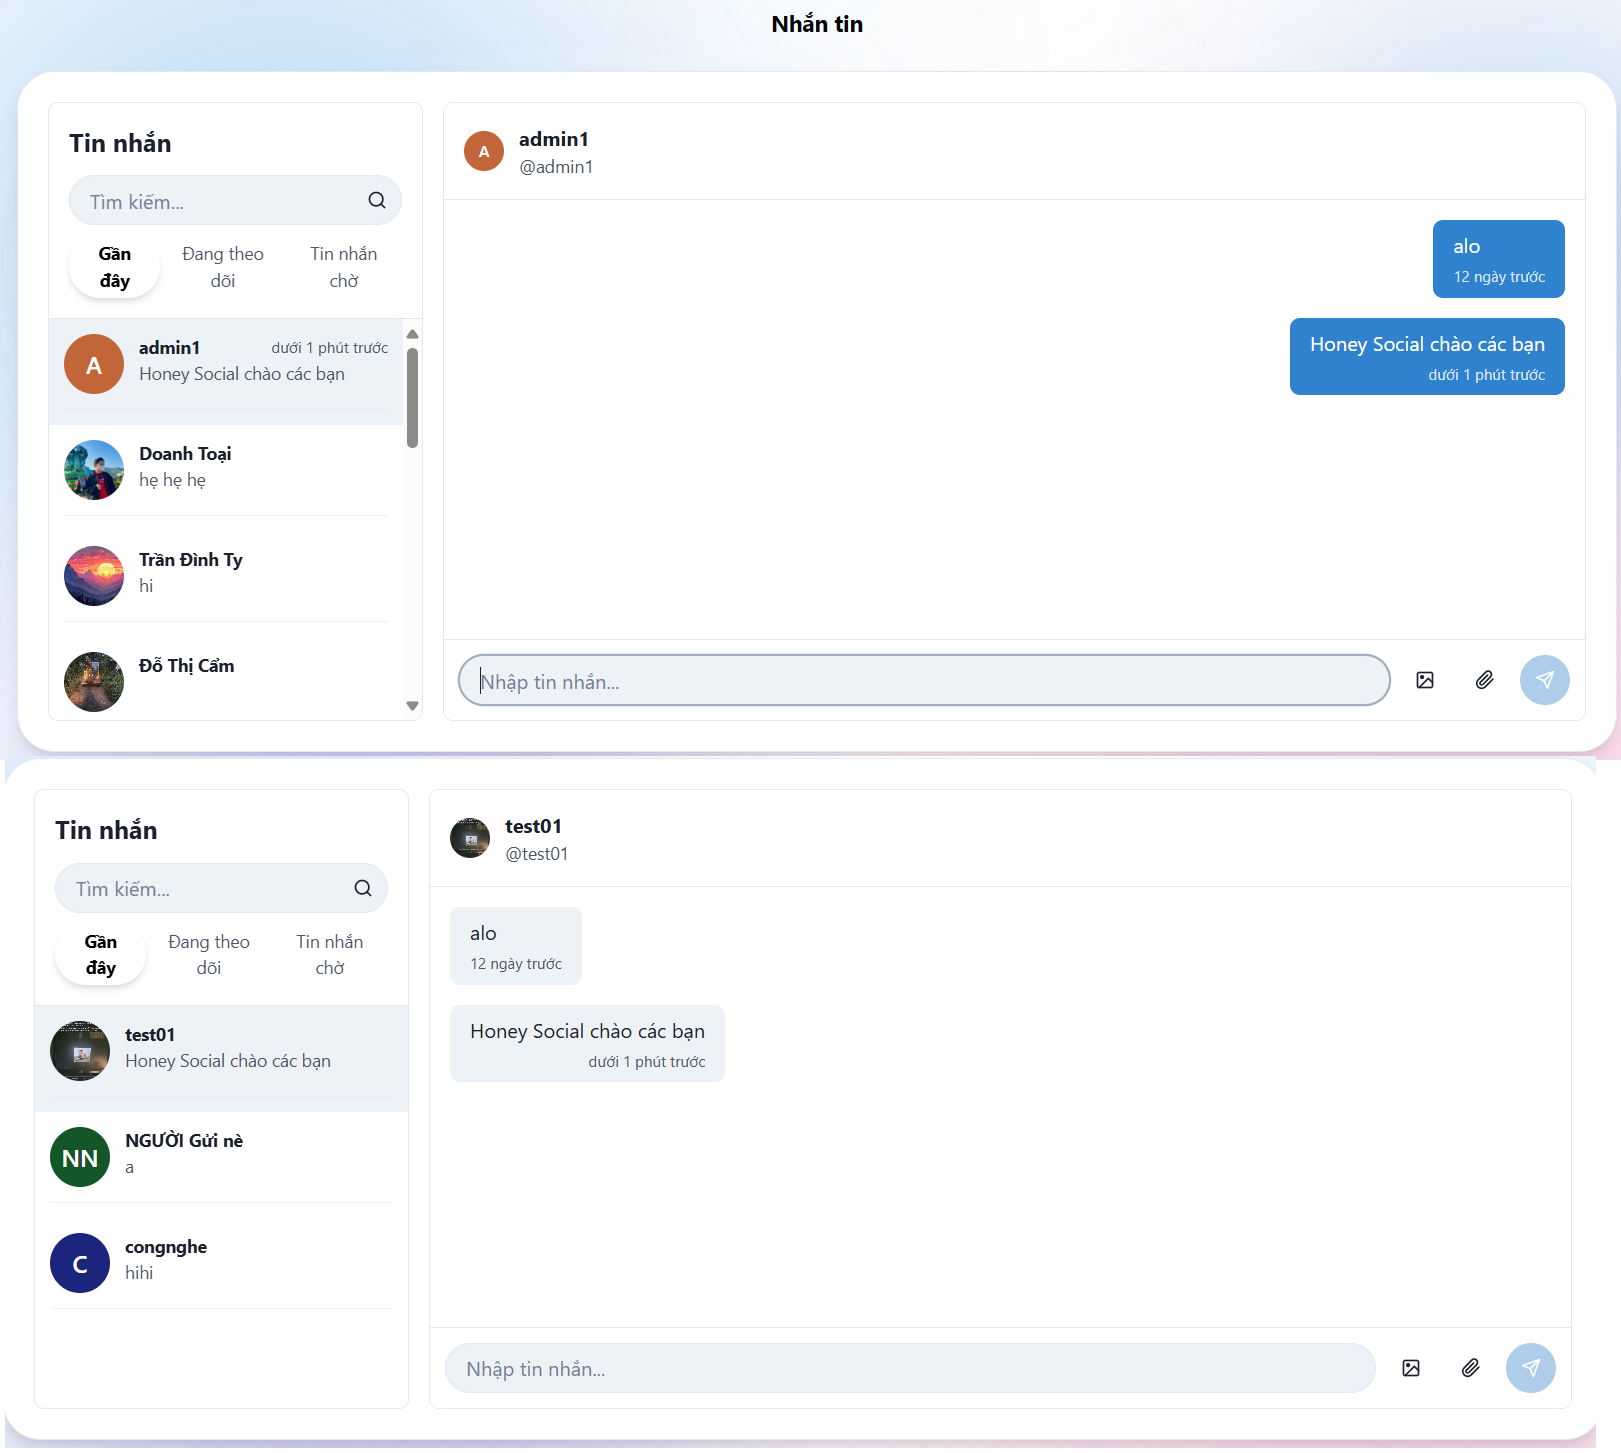 Nhắn tin
Tin nhắn
Tìm kiếm...
Gần đây
Đang theo dõi
Tin nhắn chờ
A
admin1
dưới 1 phút trước
Honey Social chào các bạn
Doanh Toại
hẹ hẹ hẹ
Trần Đình Ty
hi
Đỗ Thị Cẩm
A
admin1
@admin1
alo
12 ngày trước
Honey Social chào các bạn
dưới 1 phút trước
Nhập tin nhắn...
Tin nhắn
Tìm kiếm...
Gần đây
Đang theo dõi
Tin nhắn chờ
test01
Honey Social chào các bạn
NN
NGƯỜI Gửi nè
a
C
congnghe
hihi
test01
@test01
alo
12 ngày trước
Honey Social chào các bạn
dưới 1 phút trước
Nhập tin nhắn...